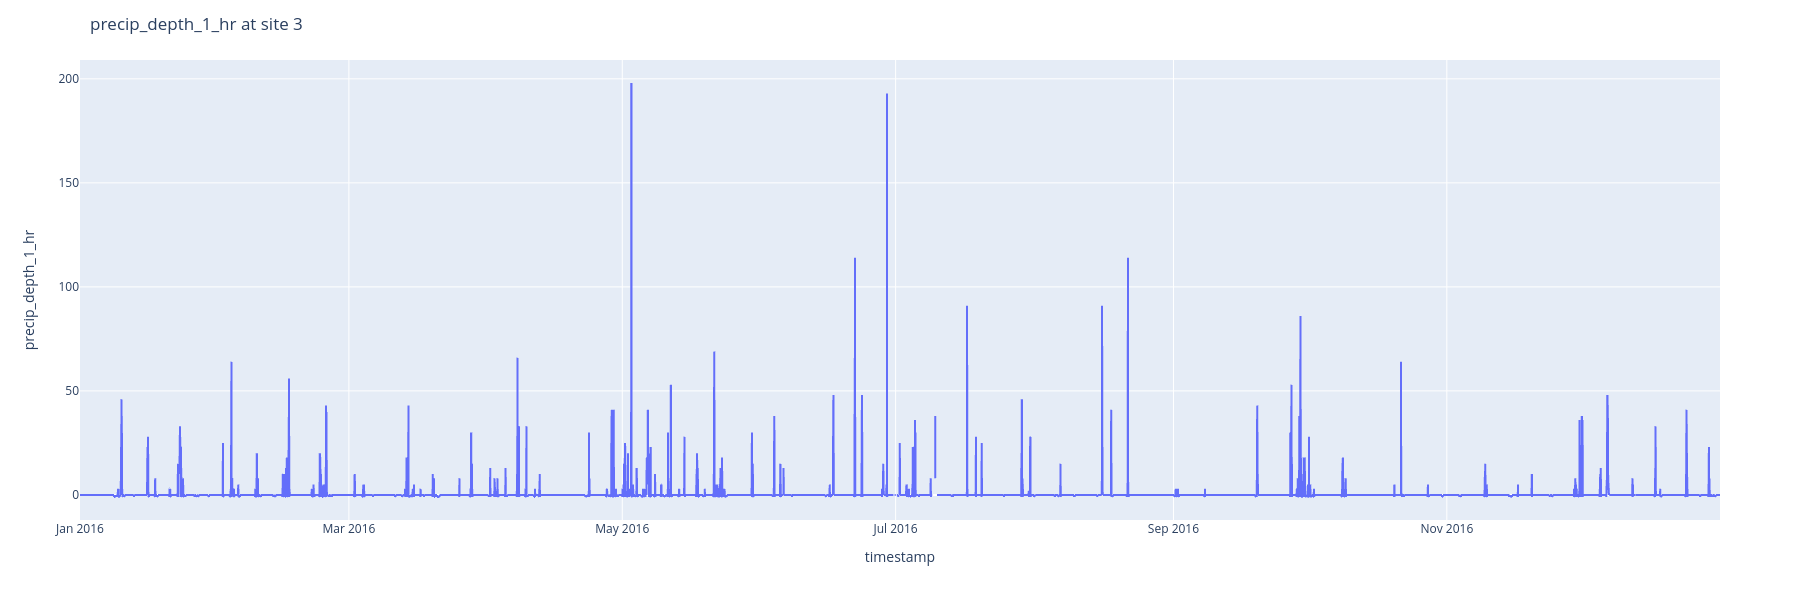 precip_depth_1_hr at site 3
200
150
100
50
0
precip_depth_1_hr
Jan 2016
Mar 2016
May 2016
Jul 2016
Sep 2016
Nov 2016
timestamp